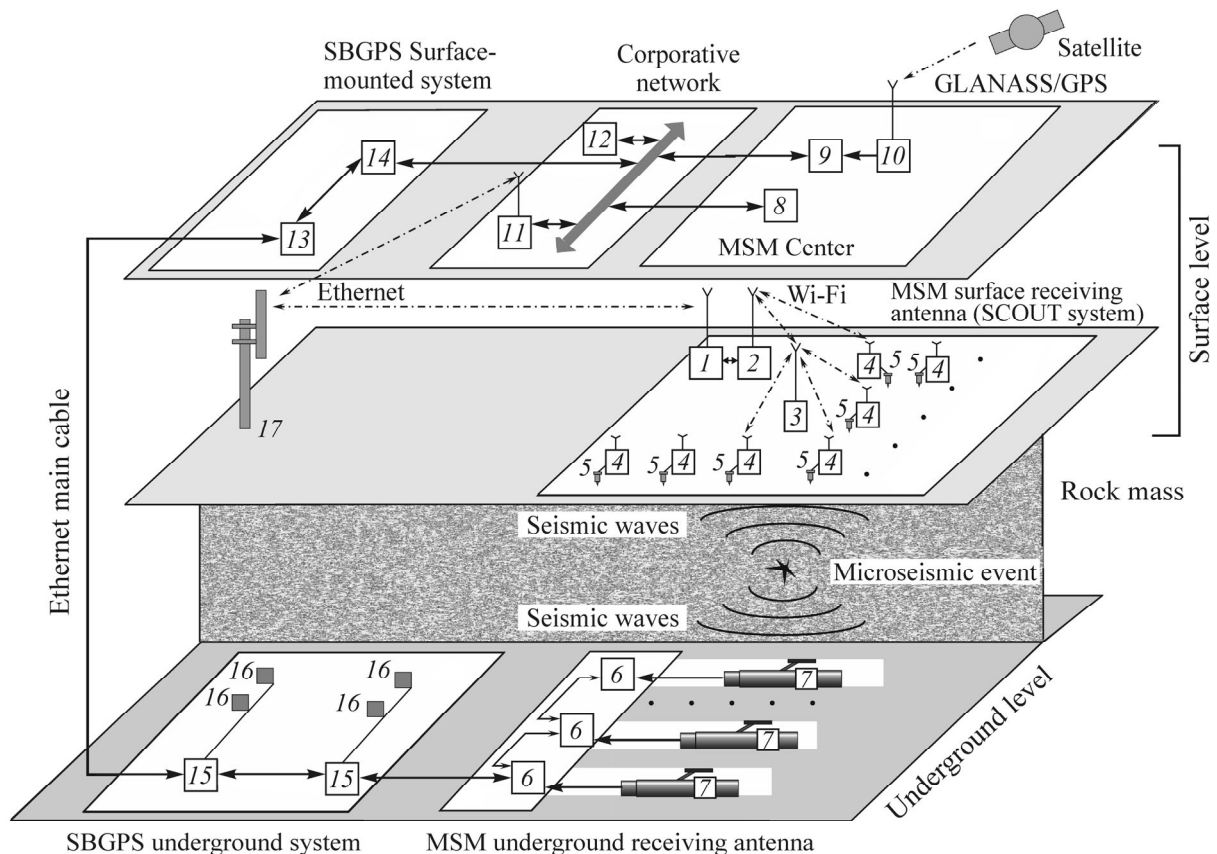 SBGPS Surface-
mounted system
Corporative
network
Satellite
GLANASS/GPS
12
14
9
10
8
11
13
MSM Center
Surface level
Ethernet
Wi-Fi
MSM surface receiving
antenna (SCOUT system)
1
2
4
5
5
4
3
5
4
17
5
4
5
4
5
4
5
4
Ethernet main cable
Rock mass
Seismic waves
Microseismic event
Seismic waves
16
16
16
16
6
7
6
7
15
15
6
7
Underground level
SBGPS underground system
MSM underground receiving antenna